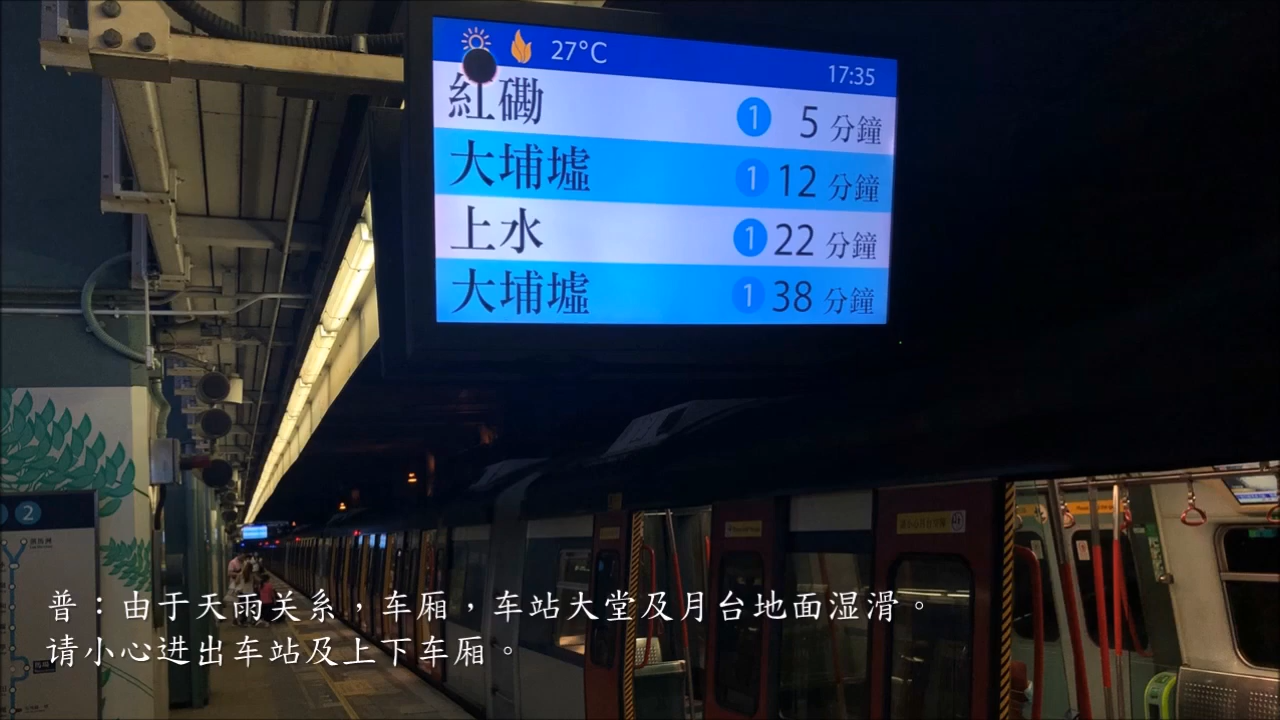 27°C 17:35
紅磡 1 5 分鐘
大埔墟 1 12 分鐘
上水 1 22 分鐘
大埔墟 1 38 分鐘
2
普：由于天雨关系，车厢，车站大堂及月台地面湿滑。
请小心进出车站及上下车厢。